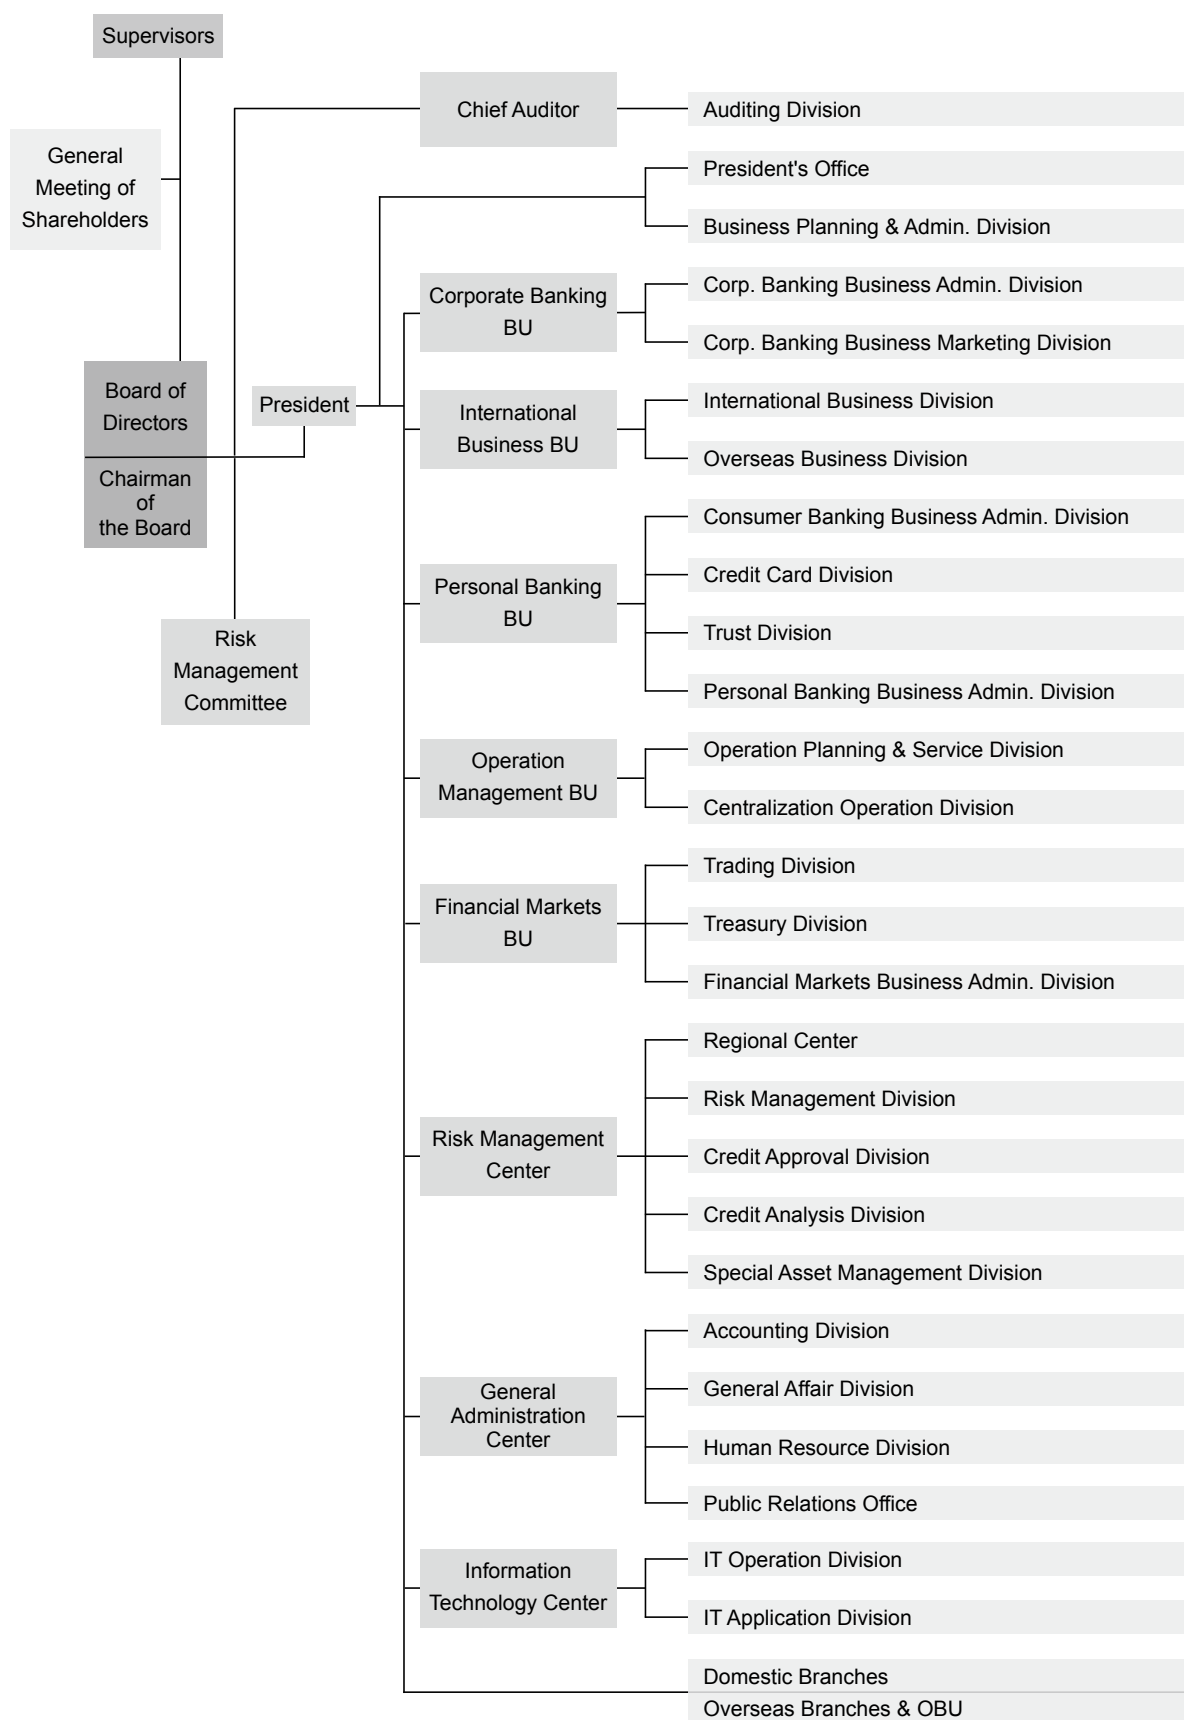 Supervisors
General
Meeting of
Shareholders
Board of
Directors
Chairman
of
the Board
President
Risk
Management
Committee
Chief Auditor
Auditing Division
President's Office
Business Planning & Admin. Division
Corporate Banking
BU
Corp. Banking Business Admin. Division
Corp. Banking Business Marketing Division
International
Business BU
International Business Division
Overseas Business Division
Personal Banking
BU
Consumer Banking Business Admin. Division
Credit Card Division
Trust Division
Personal Banking Business Admin. Division
Operation
Management BU
Operation Planning & Service Division
Centralization Operation Division
Financial Markets
BU
Trading Division
Treasury Division
Financial Markets Business Admin. Division
Risk Management
Center
Regional Center
Risk Management Division
Credit Approval Division
Credit Analysis Division
Special Asset Management Division
General
Administration
Center
Accounting Division
General Affair Division
Human Resource Division
Public Relations Office
Information
Technology Center
IT Operation Division
IT Application Division
Domestic Branches
Overseas Branches & OBU